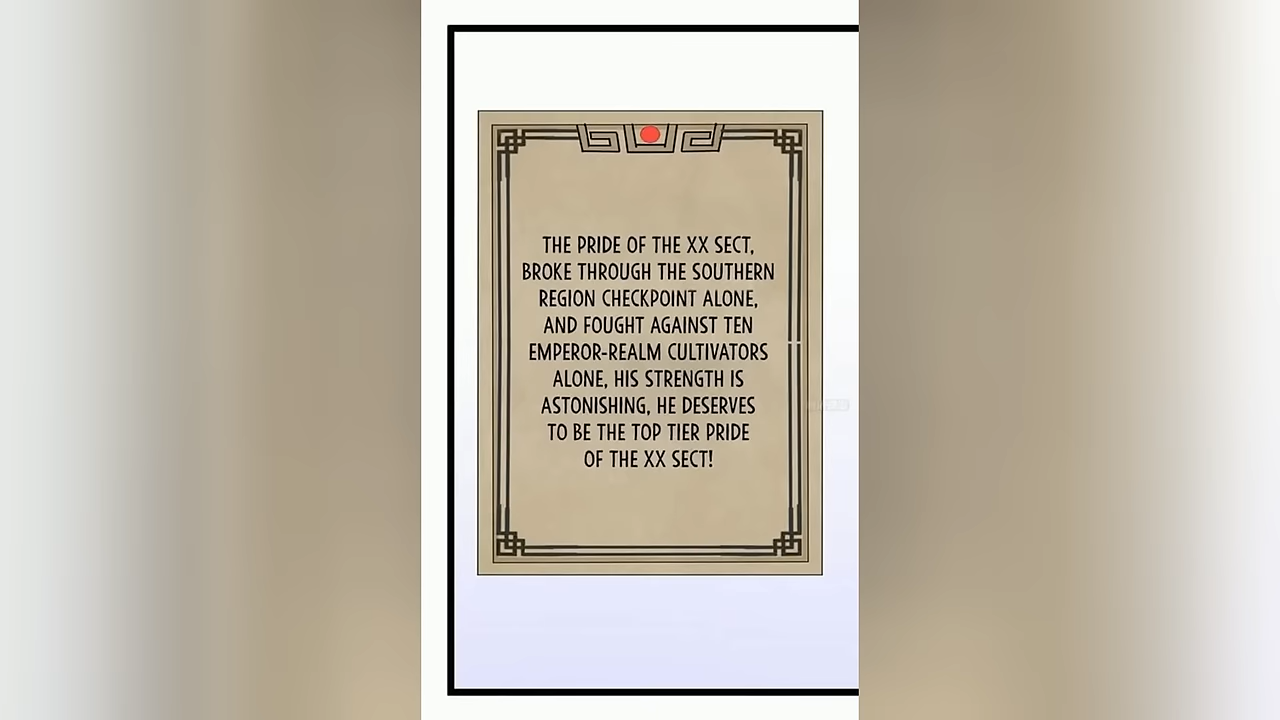 THE PRIDE OF THE XX SECT,
BROKE THROUGH THE SOUTHERN
REGION CHECKPOINT ALONE,
AND FOUGHT AGAINST TEN
EMPEROR-REALM CULTIVATORS
ALONE, HIS STRENGTH IS
ASTONISHING, HE DESERVES
TO BE THE TOP TIER PRIDE
OF THE XX SECT!